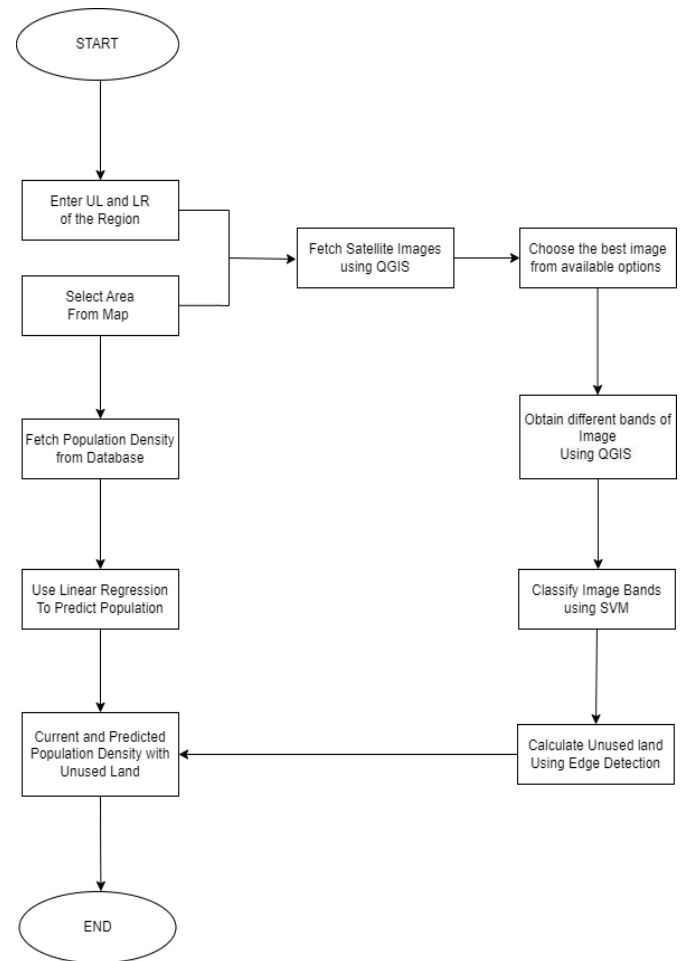 START
Enter UL and LR
of the Region
Select Area
From Map
Fetch Satellite Images
using QGIS
Choose the best image
from available options
Fetch Population Density
from Database
Obtain different bands of
Image
Using QGIS
Use Linear Regression
To Predict Population
Classify Image Bands
using SVM
Current and Predicted
Population Density with
Unused Land
Calculate Unused land
Using Edge Detection
END